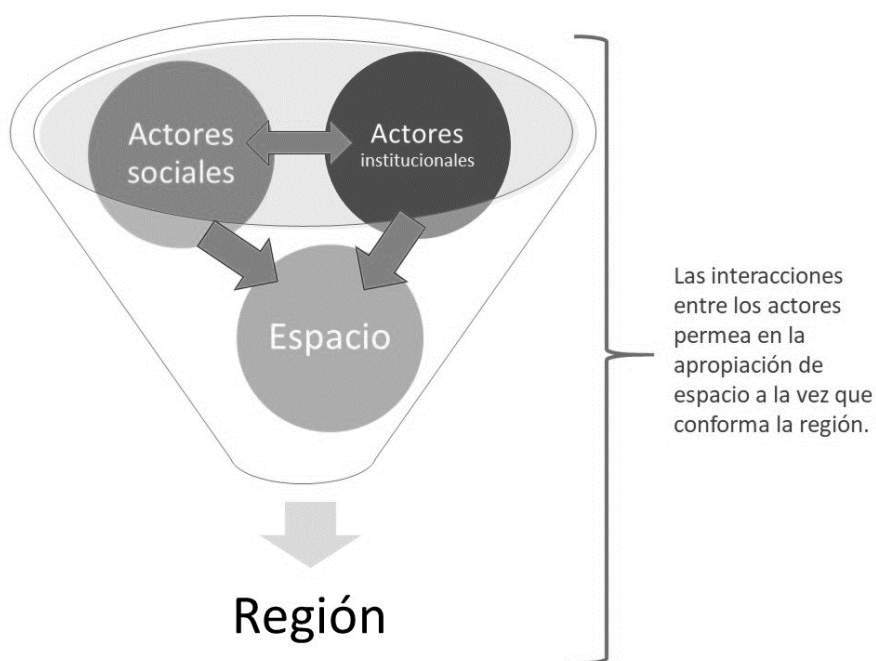 Actores
sociales
Actores
institucionales
Espacio
Región
Las interacciones
entre los actores
permea en la
apropiación de
espacio a la vez que
conforma la región.